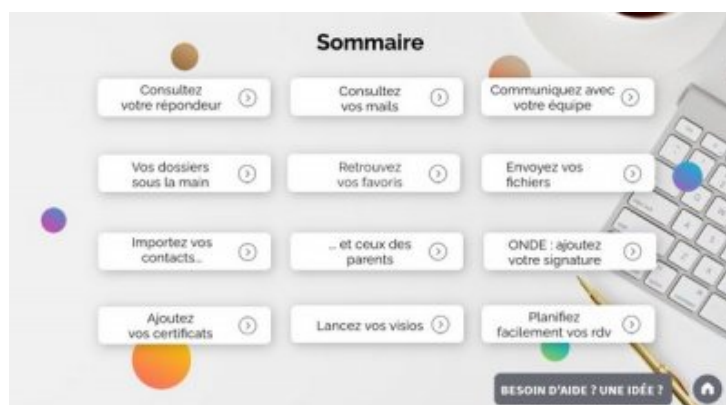 Sommaire
Consultez
votre répondeur
Consultez
vos mails
Communiquez avec
votre équipe
Vos dossiers
sous la main
Retrouvez
vos favoris
Envoyez vos
fichiers
Importez vos
contacts...
... et ceux des
parents
ONDE : ajoutez
votre signature
Ajoutez
vos certificats
Lancez vos visios
Planifiez
facilement vos rdv
BESOIN D'AIDE ? UNE IDÉE ?